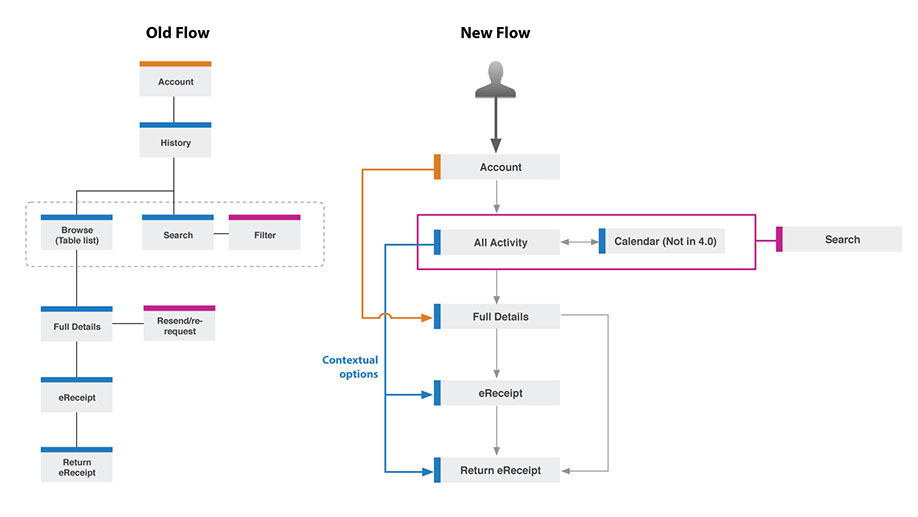 Old Flow
Account
History
Browse
(Table list)
Search
Filter
Full Details
Resend/re-
request
eReceipt
Return
eReceipt
New Flow
Account
All Activity
Calendar (Not in 4.0)
Search
Full Details
Contextual
options
eReceipt
Return eReceipt